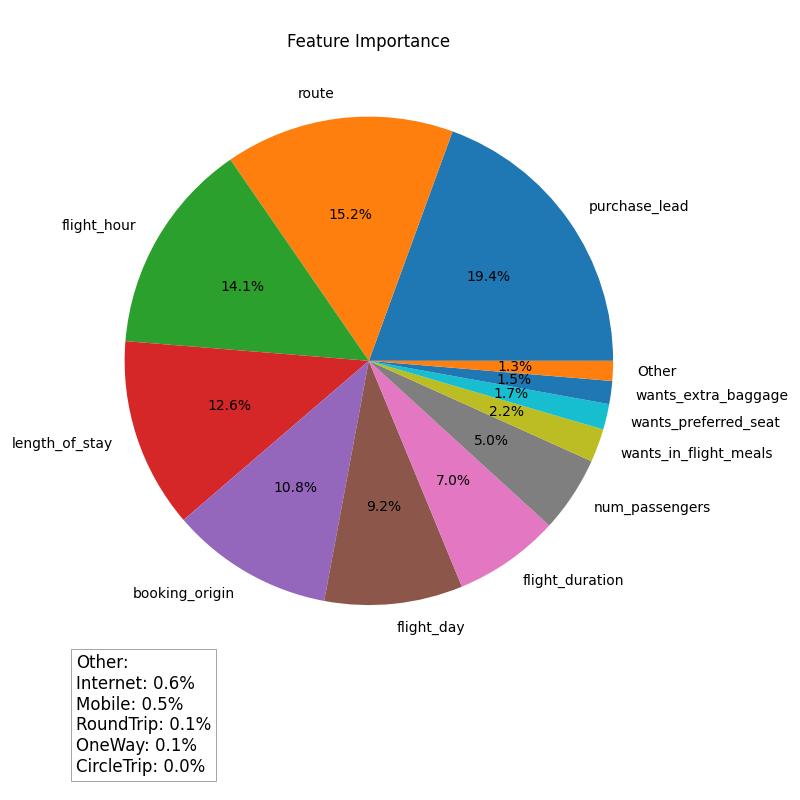 Feature Importance
route
purchase_lead
flight_hour
15.2%
19.4%
14.1%
1.3%
Other
1.5%
wants_extra_baggage
1.7%
wants_preferred_seat
12.6%
2.2%
length_of_stay
5.0%
wants_in_flight_meals
10.8%
7.0%
9.2%
num_passengers
flight_duration
booking_origin
flight_day
Other:
Internet: 0.6%
Mobile: 0.5%
RoundTrip: 0.1%
OneWay: 0.1%
CircleTrip: 0.0%